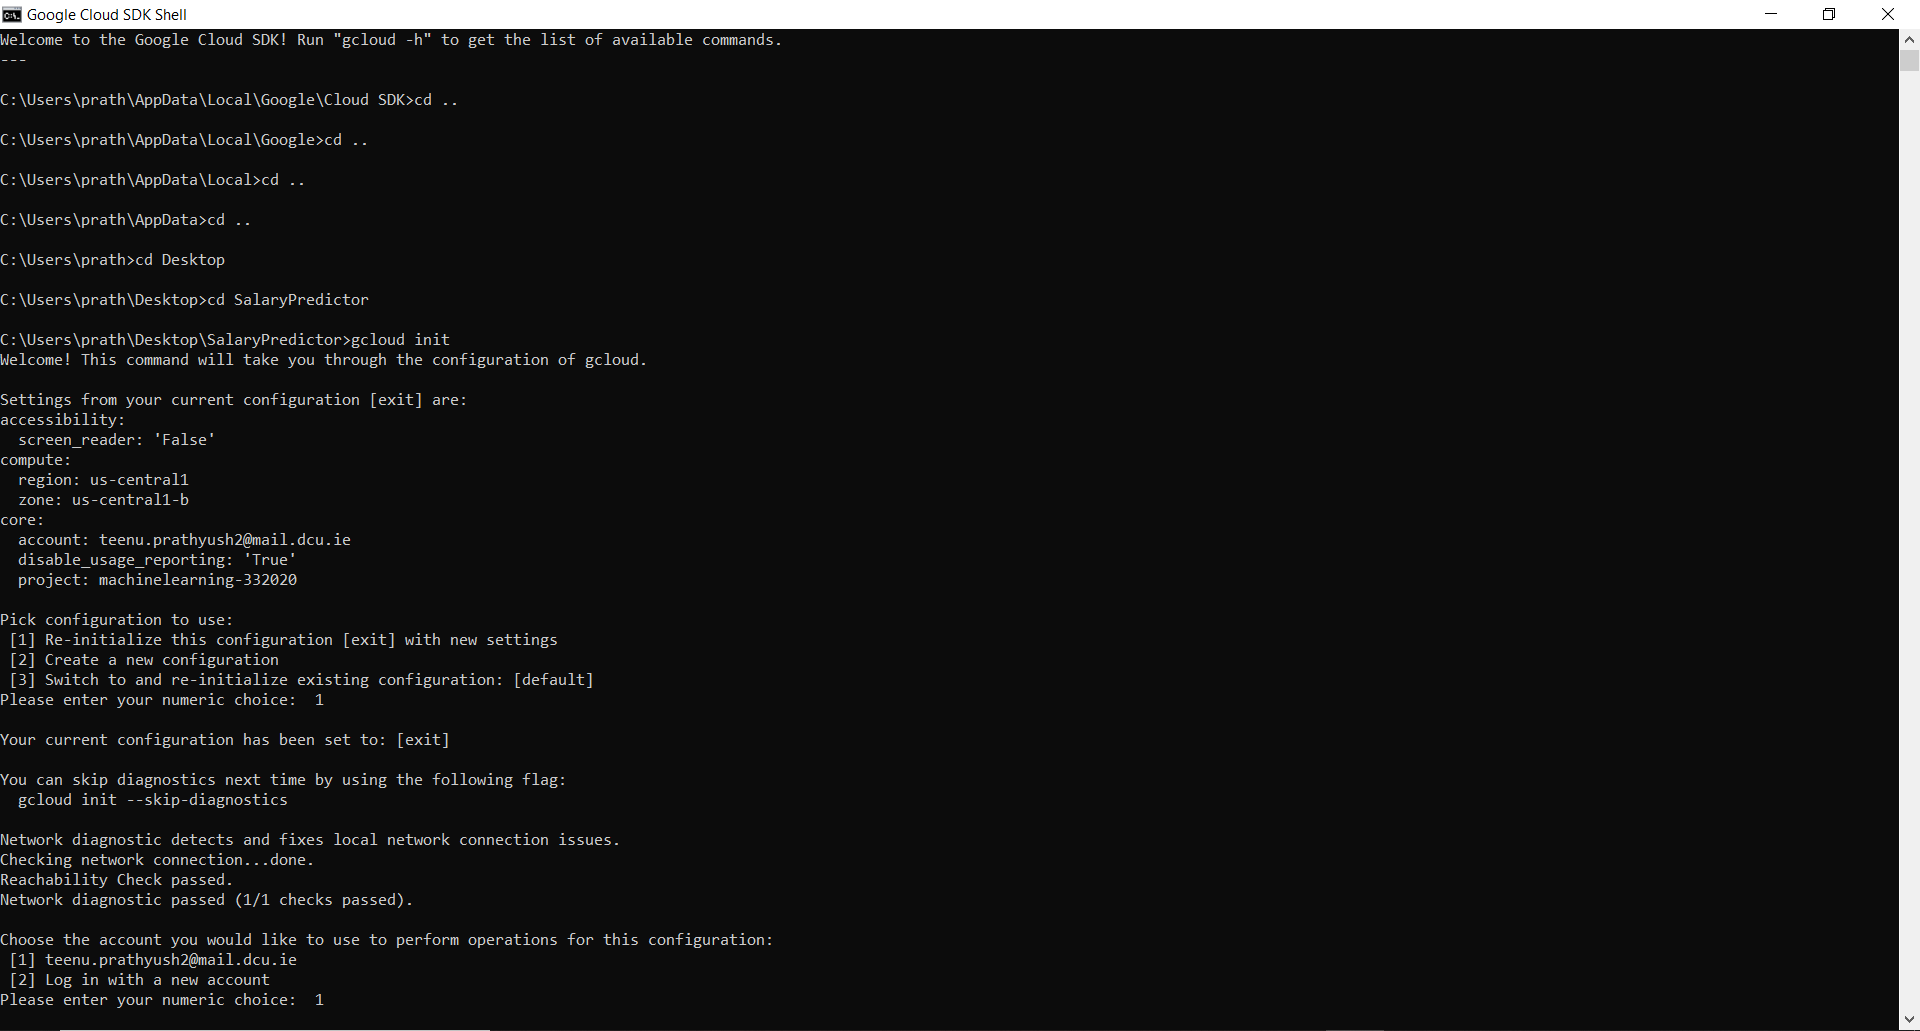 Google Cloud SDK Shell
Welcome to the Google Cloud SDK! Run "gcloud -h" to get the list of available commands.
---
C:\Users\prath\AppData\Local\Google\Cloud SDK>cd ..
C:\Users\prath\AppData\Local\Google>cd ..
C:\Users\prath\AppData\Local>cd ..
C:\Users\prath\AppData>cd ..
C:\Users\prath>cd Desktop
C:\Users\prath\Desktop>cd SalaryPredictor
C:\Users\prath\Desktop\SalaryPredictor>gcloud init
Welcome! This command will take you through the configuration of gcloud.
Settings from your current configuration [exit] are:
accessibility:
  screen_reader: 'False'
compute:
  region: us-central1
  zone: us-central1-b
core:
  account: teenu.prathyush2@mail.dcu.ie
  disable_usage_reporting: 'True'
  project: machinelearning-332020
Pick configuration to use:
 [1] Re-initialize this configuration [exit] with new settings
 [2] Create a new configuration
 [3] Switch to and re-initialize existing configuration: [default]
Please enter your numeric choice:  1
Your current configuration has been set to: [exit]
You can skip diagnostics next time by using the following flag:
  gcloud init --skip-diagnostics
Network diagnostic detects and fixes local network connection issues.
Checking network connection...done.
Reachability Check passed.
Network diagnostic passed (1/1 checks passed).
Choose the account you would like to use to perform operations for this configuration:
 [1] teenu.prathyush2@mail.dcu.ie
 [2] Log in with a new account
Please enter your numeric choice:  1